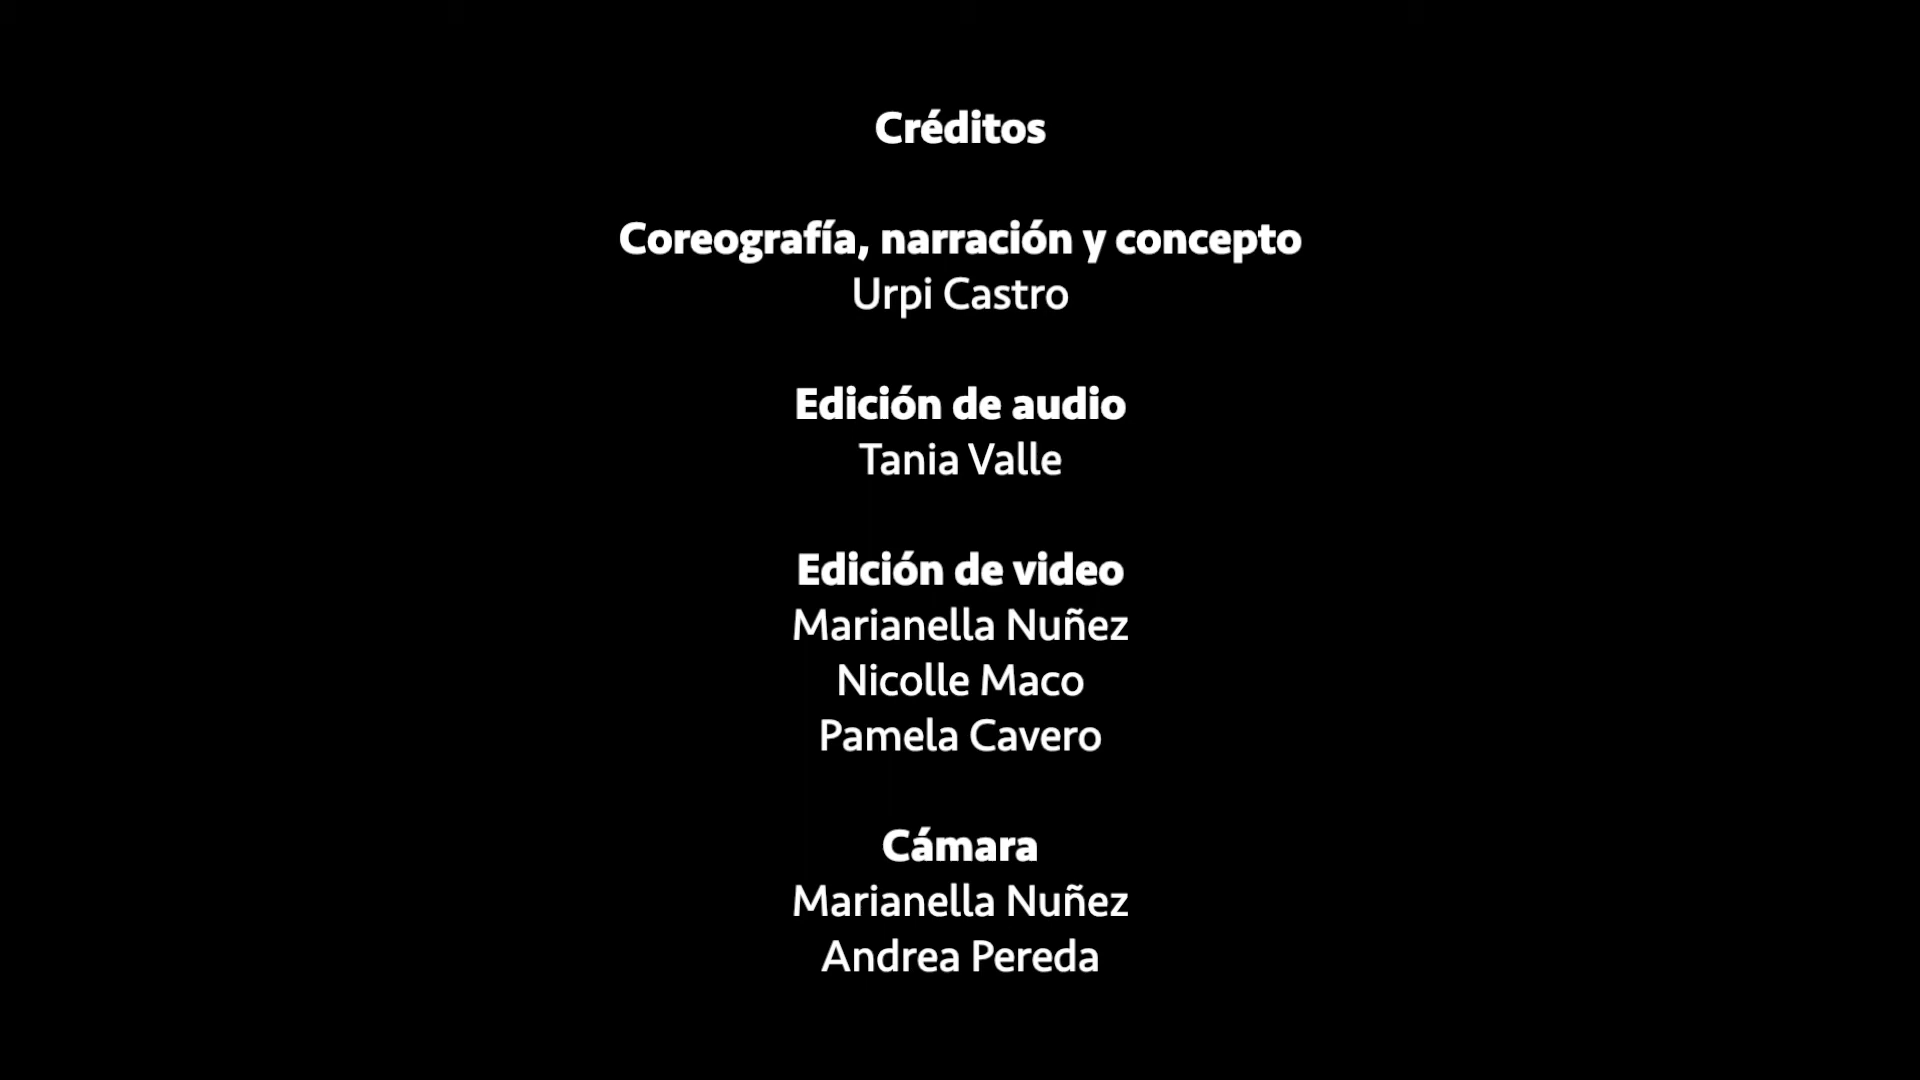 Créditos
Coreografía, narración y concepto
Urpi Castro
Edición de audio
Tania Valle
Edición de video
Marianella Nuñez
Nicolle Maco
Pamela Cavero
Cámara
Marianella Nuñez
Andrea Pereda